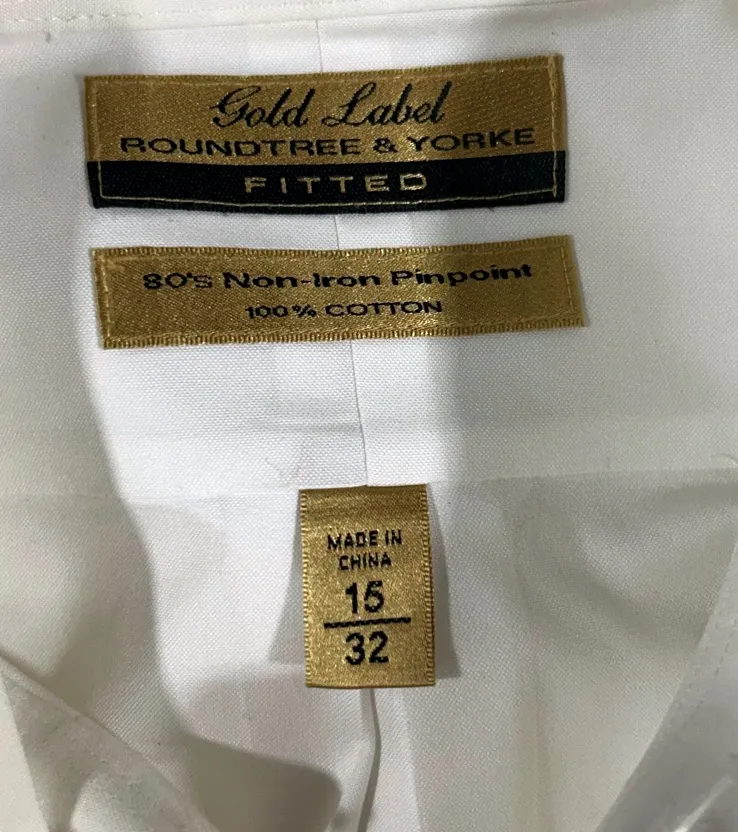 Gold Label
ROUNDTREE & YORKE
FITTED
80's Non-Iron Pinpoint
100% COTTON
MADE IN
CHINA
15
32